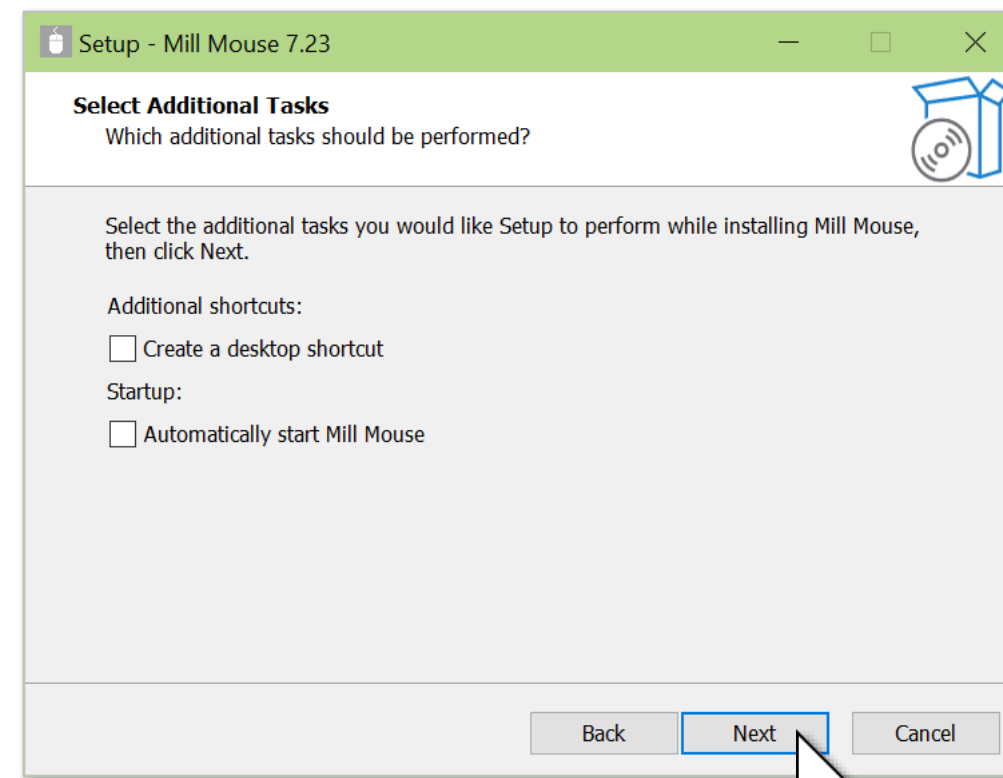 Setup - Mill Mouse 7.23
Select Additional Tasks
Which additional tasks should be performed?
Select the additional tasks you would like Setup to perform while installing Mill Mouse,
then click Next.
Additional shortcuts:
Create a desktop shortcut
Startup:
Automatically start Mill Mouse
Back Next Cancel